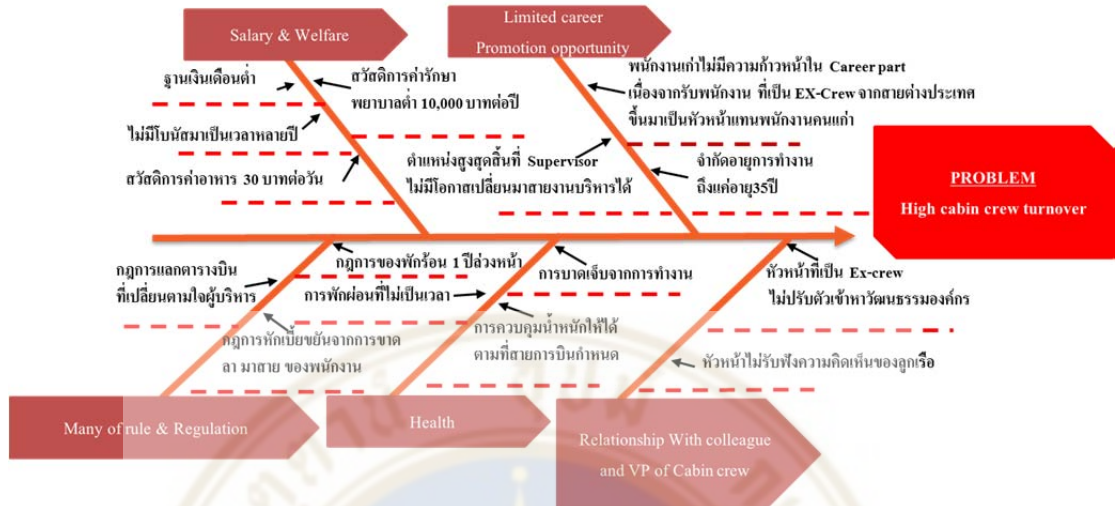 Salary & Welfare
Limited career
Promotion opportunity
ฐานเงินเดือนต่ำ
สวัสดิการค่ารักษา
พยาบาลต่ำ 10,000 บาทต่อปี
ไม่มีโบนัสมาเป็นเวลาหลายปี
สวัสดิการค่าอาหาร 30 บาทต่อวัน
พนักงานเก่าไม่มีความก้าวหน้าใน Career part
เนื่องจากรับพนักงาน ที่เป็น EX-Crew จากสายต่างประเทศ
ขึ้นมาเป็นหัวหน้าแทนพนักงานคนแก่า
ตำแหน่งสูงสุดสิ้นที่ Supervisor
ไม่มีโอกาสเปลี่ยนมาสายงานบริหารได้
จำกัดอายุการทำงาน
ถึงแค่อายุ35ปี
PROBLEM
High cabin crew turnover
กฎการแลกตารางบิน
ที่เปลี่ยนตามใจผู้บริหาร
กฎการของพักร้อน 1 ปีล่วงหน้า
กฎการหักเบี้ยขยันจากการขาด
ลา มาสาย ของพนักงาน
การบาดเจ็บจากการทำงาน
การพักผ่อนที่ไม่เป็นเวลา
การควบคุมน้ำหนักให้ได้
ตามที่สายการบินกำหนด
หัวหน้าที่เป็น Ex-crew
ไม่ปรับตัวเข้าหาวัฒนธรรมองค์กร
หัวหน้าไม่รับฟังความคิดเห็นของลูกเรือ
Many of rule & Regulation
Health
Relationship With colleague
and VP of Cabin crew